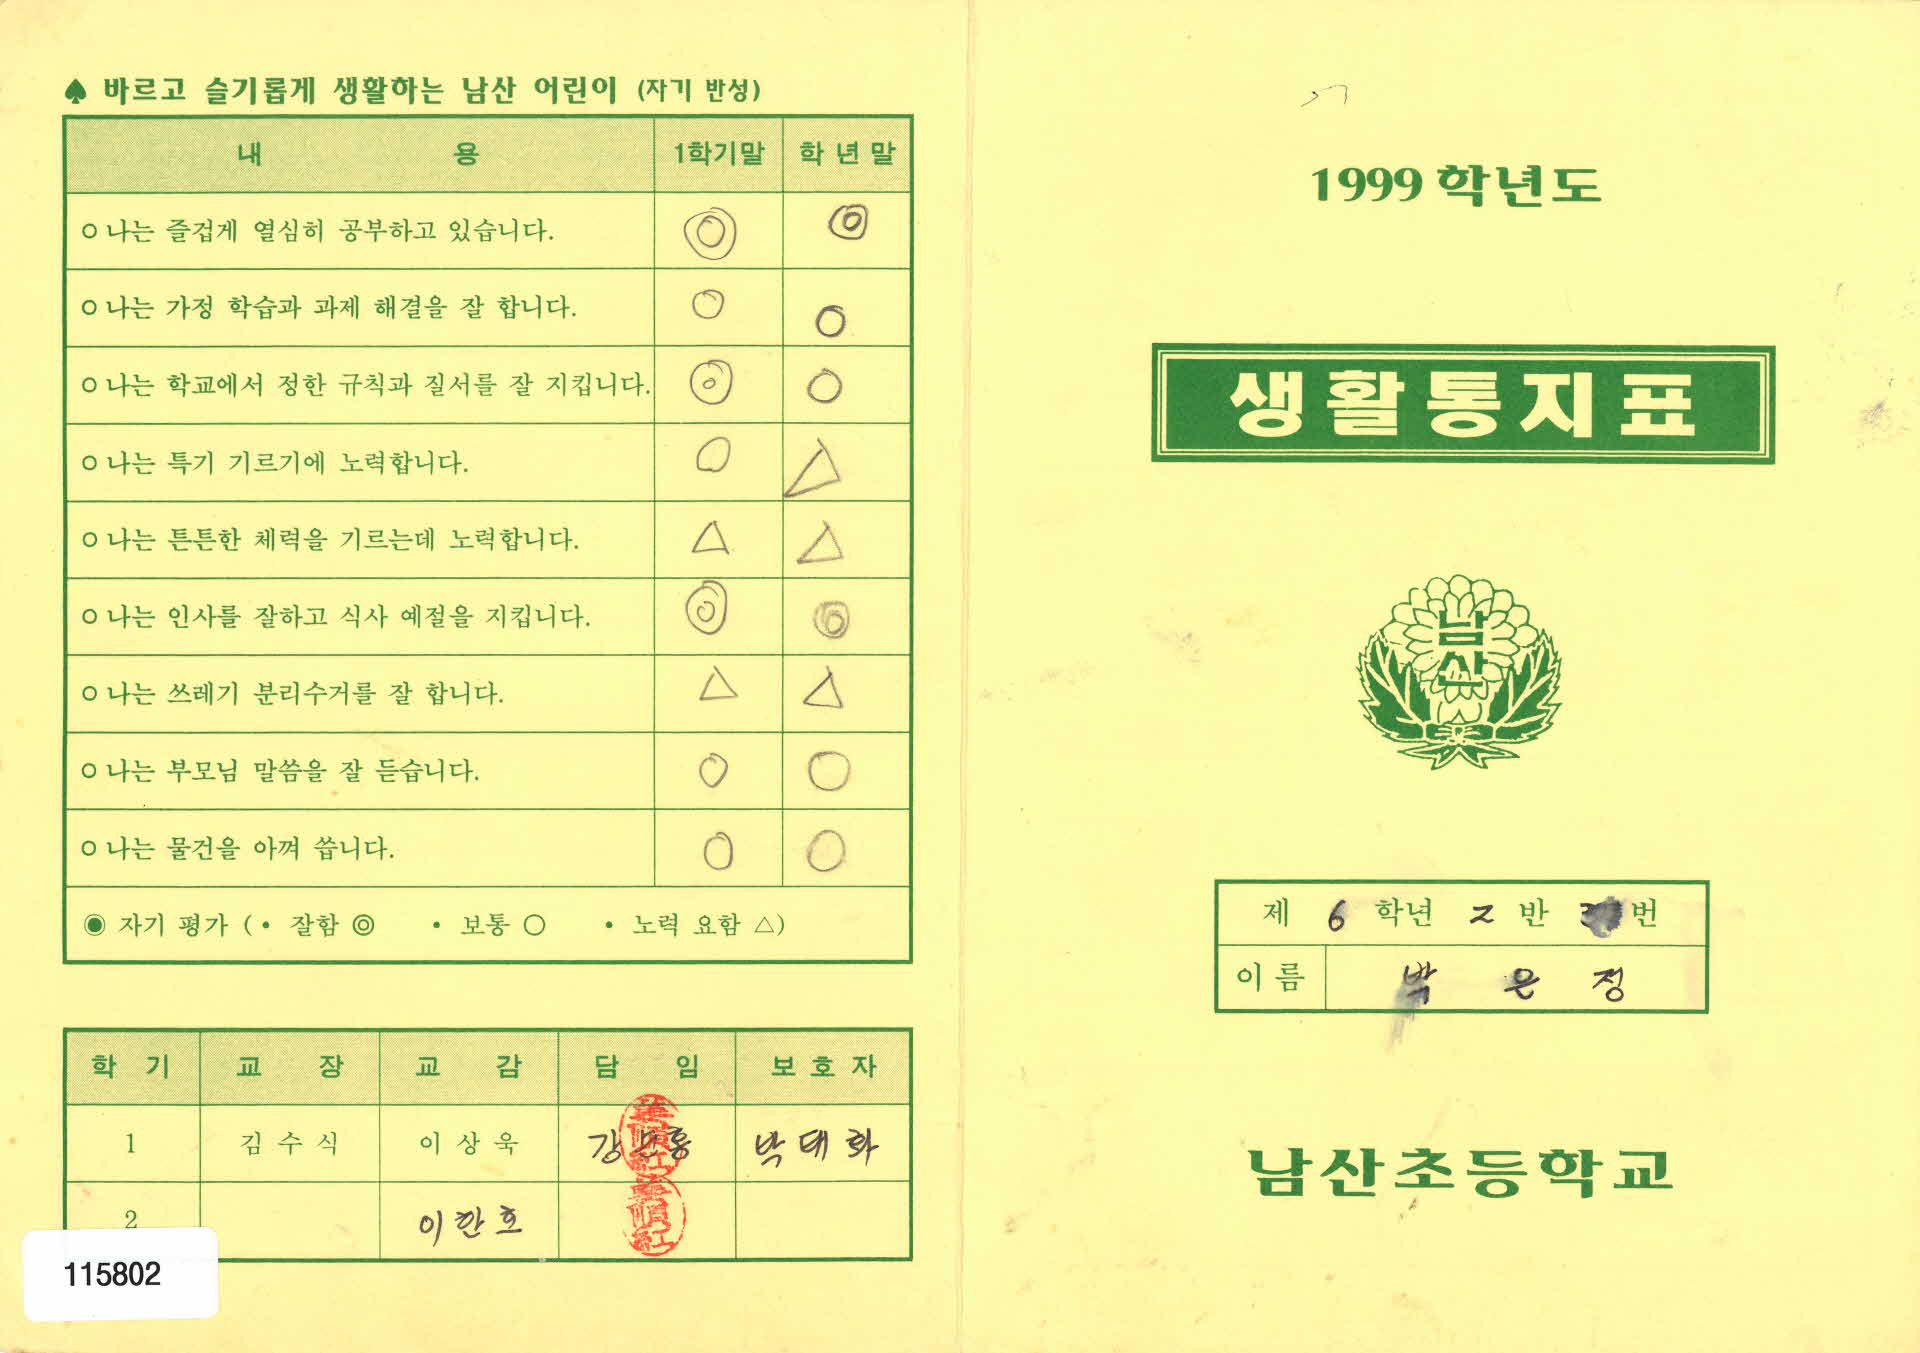 ♠ 바르고 슬기롭게 생활하는 남산 어린이 (자기 반성)
내 용 1학기말 학년말
○ 나는 즐겁게 열심히 공부하고 있습니다. ◎ ◎
○ 나는 가정 학습과 과제 해결을 잘 합니다. ○ ○
○ 나는 학교에서 정한 규칙과 질서를 잘 지킵니다. ◎ ○
○ 나는 특기 기르기에 노력합니다. ○ △
○ 나는 튼튼한 체력을 기르는데 노력합니다. △ △
○ 나는 인사를 잘하고 식사 예절을 지킵니다. ◎ ◎
○ 나는 쓰레기 분리수거를 잘 합니다. △ △
○ 나는 부모님 말씀을 잘 듣습니다. ○ ○
○ 나는 물건을 아껴 씁니다. ○ ○
◉ 자기 평가 (• 잘함 ◎ • 보통 ○ • 노력 요함 △)
학 기 교 장 교 감 담 임 보 호 자
1 김 수 식 이 상 욱 강 홍 박 대 화
2 이 한 호
115802
1999 학년도
생활통지표
남산
제 6 학년 2 반 번
이 름 박 은 정
남산초등학교